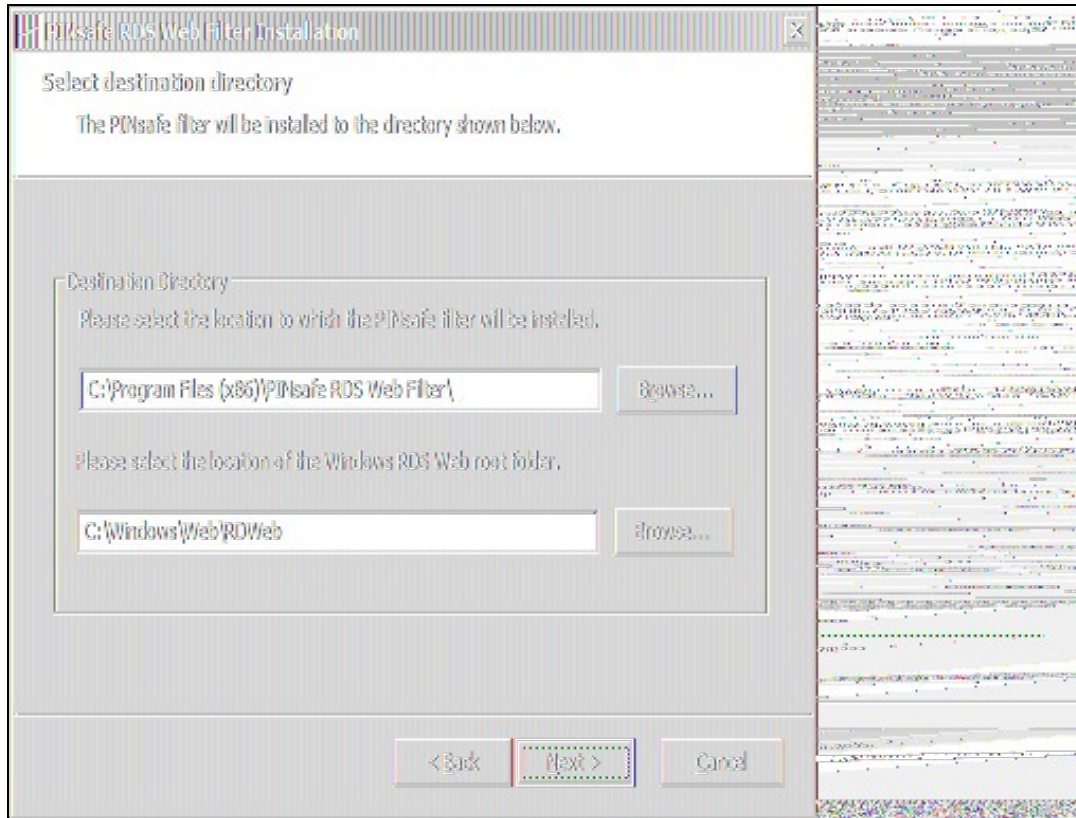 PINsafe RDS Web Filter Installation
Select destination directory
The PINsafe filter will be installed to the directory shown below.
Destination Directory
Please select the location to which the PINsafe filter will be installed.
C:\Program Files (x86)\PINsafe RDS Web Filter\
Browse...
Please select the location of the Windows RDS Web root folder.
C:\Windows\Web\RDWeb
Browse...
< Back
Next >
Cancel